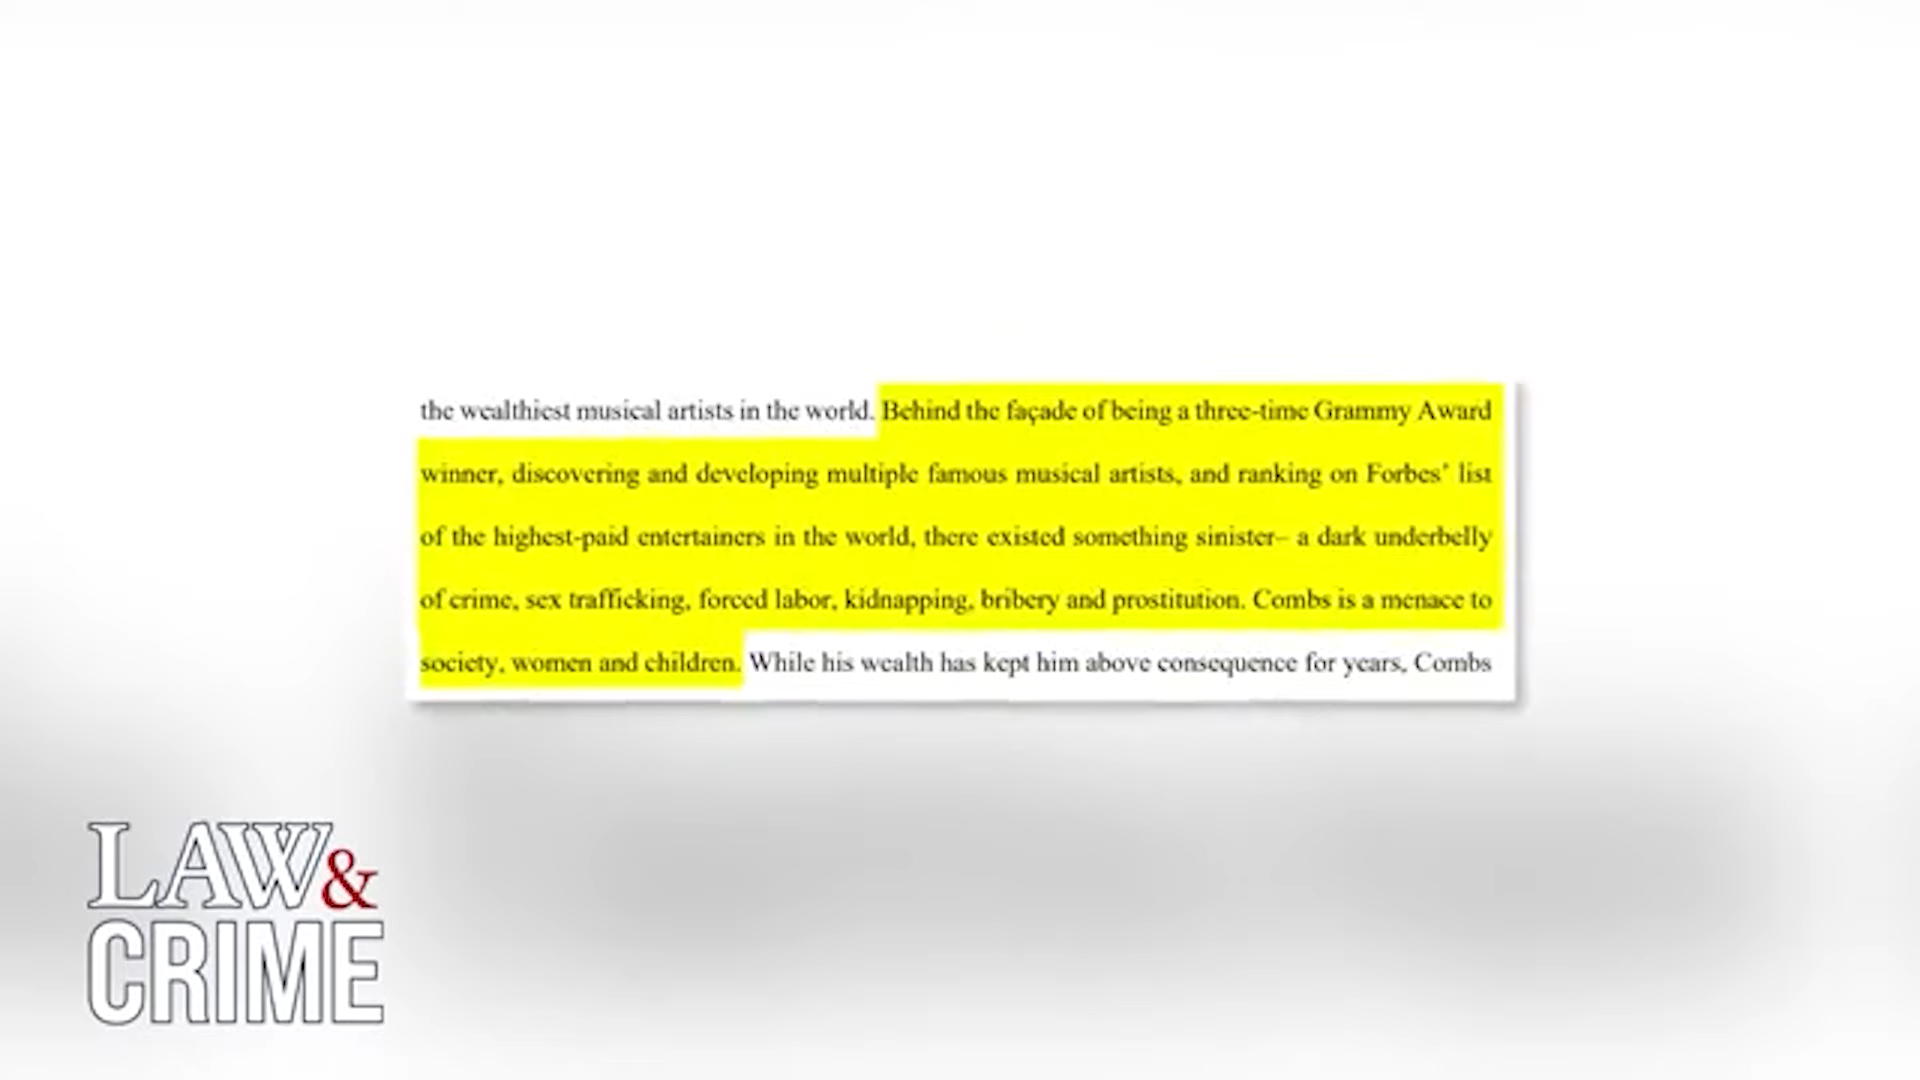 the wealthiest musical artists in the world. Behind the façade of being a three-time Grammy Award
winner, discovering and developing multiple famous musical artists, and ranking on Forbes' list
of the highest-paid entertainers in the world, there existed something sinister– a dark underbelly
of crime, sex trafficking, forced labor, kidnapping, bribery and prostitution. Combs is a menace to
society, women and children. While his wealth has kept him above consequence for years, Combs
LAW&
CRIME